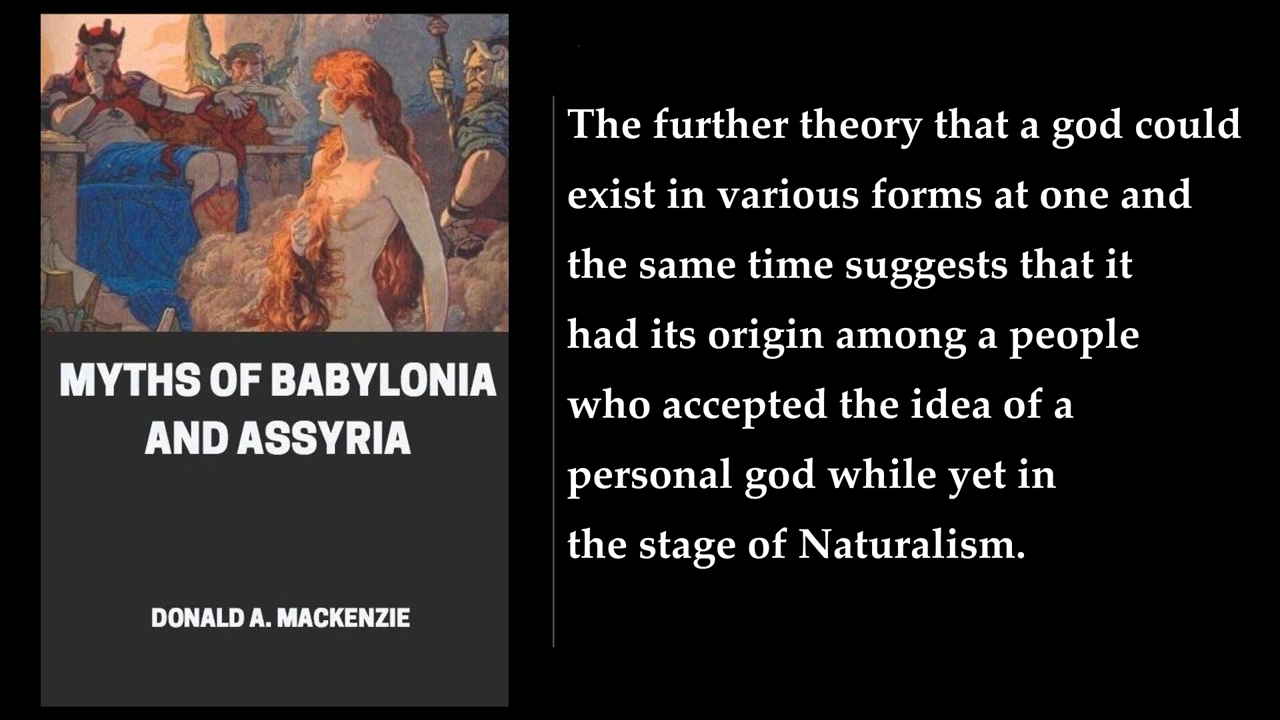 MYTHS OF BABYLONIA
AND ASSYRIA
DONALD A. MACKENZIE
The further theory that a god could
exist in various forms at one and
the same time suggests that it
had its origin among a people
who accepted the idea of a
personal god while yet in
the stage of Naturalism.